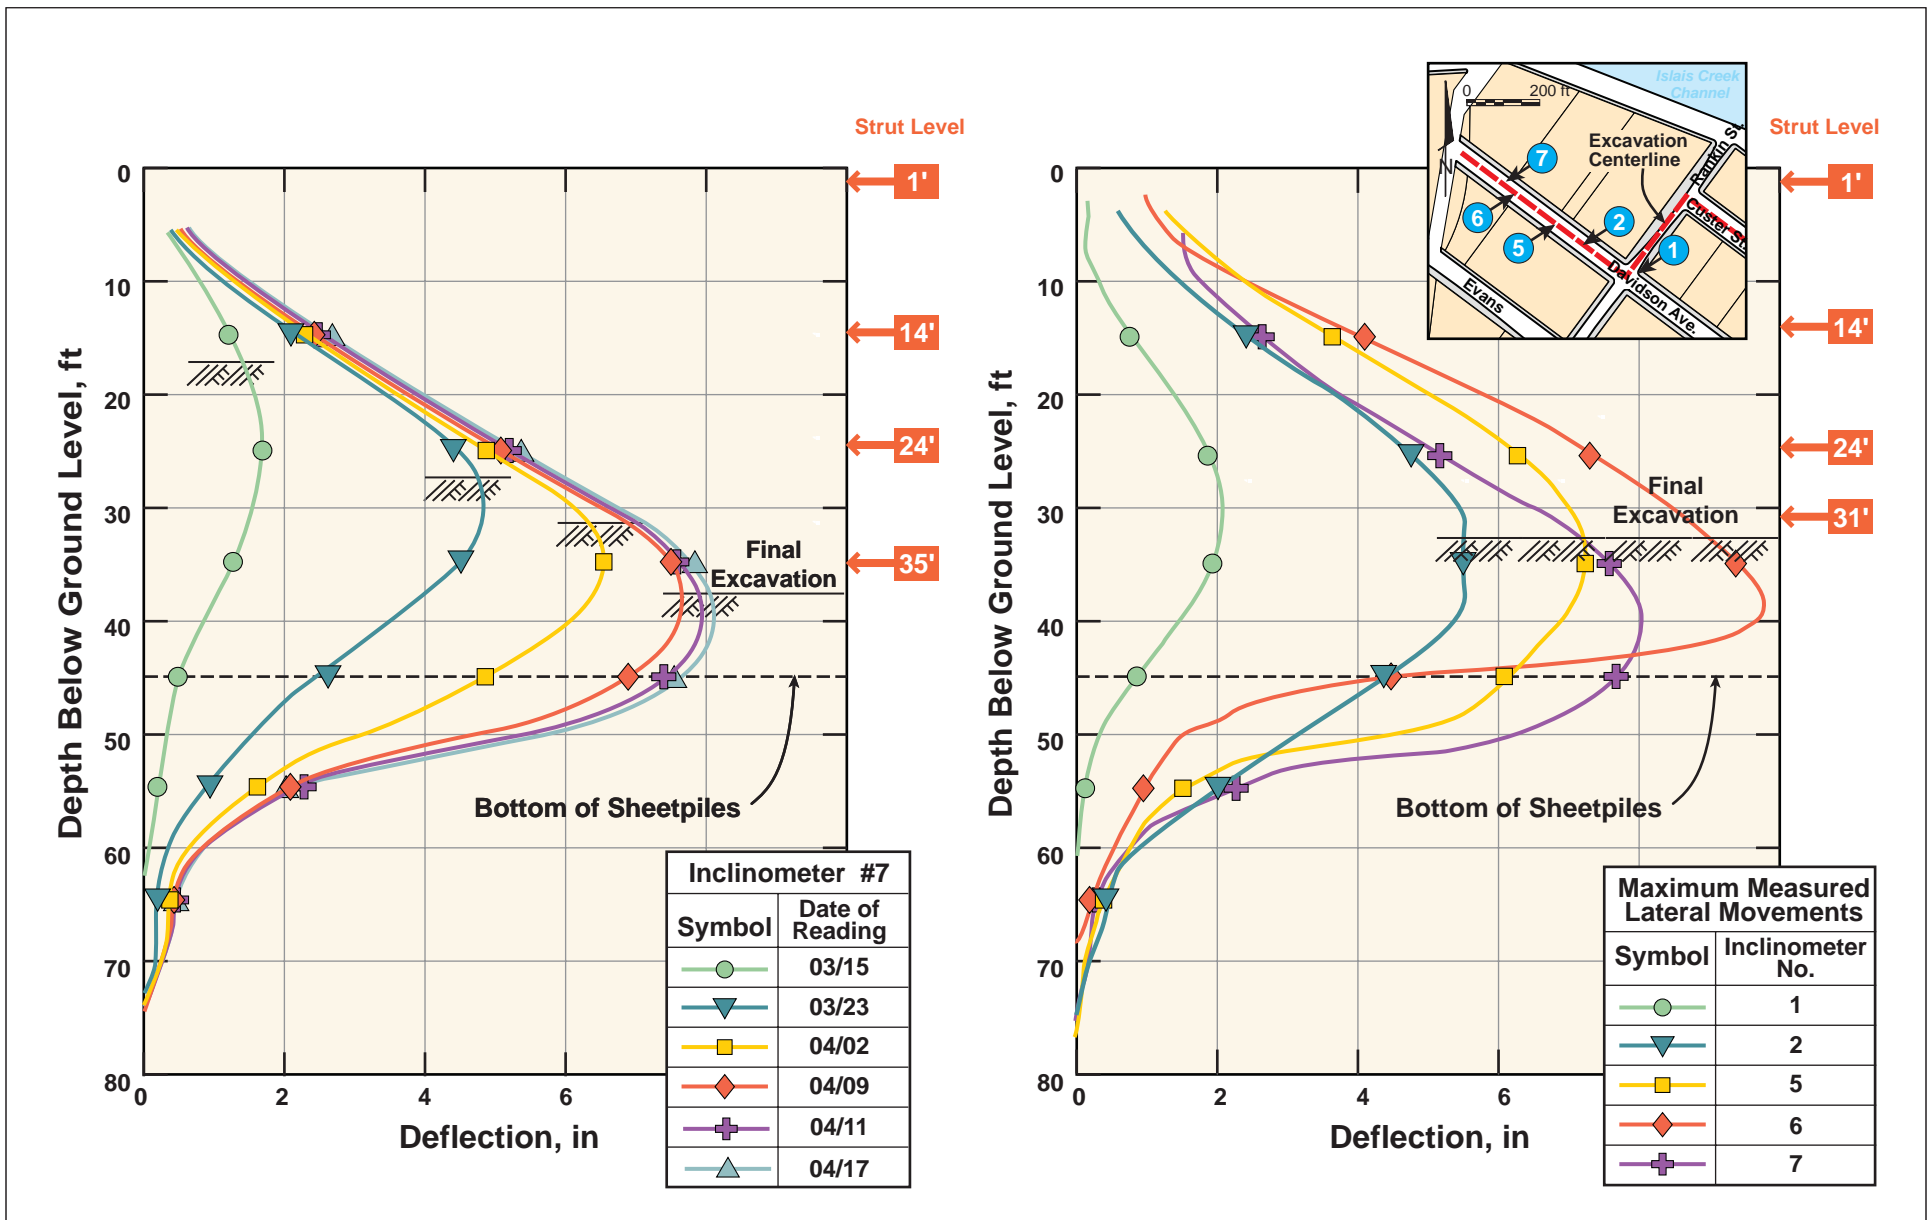 Strut Level
0
10
20
30
40
50
60
70
80
1'
14'
24'
35'
Depth Below Ground Level, ft
Final
Excavation
Bottom of Sheetpiles
0
2
4
6
Deflection, in
Inclinometer #7
Symbol
Date of
Reading
03/15
03/23
04/02
04/09
04/11
04/17
Islais Creek
Channel
0
200 ft
N
Excavation
Centerline
Rankin St.
Custer St.
Davidson Ave.
Evans
7
6
5
2
1
Strut Level
0
10
20
30
40
50
60
70
80
1'
14'
24'
31'
Depth Below Ground Level, ft
Final
Excavation
Bottom of Sheetpiles
0
2
4
6
Deflection, in
Maximum Measured
Lateral Movements
Symbol
Inclinometer
No.
1
2
5
6
7